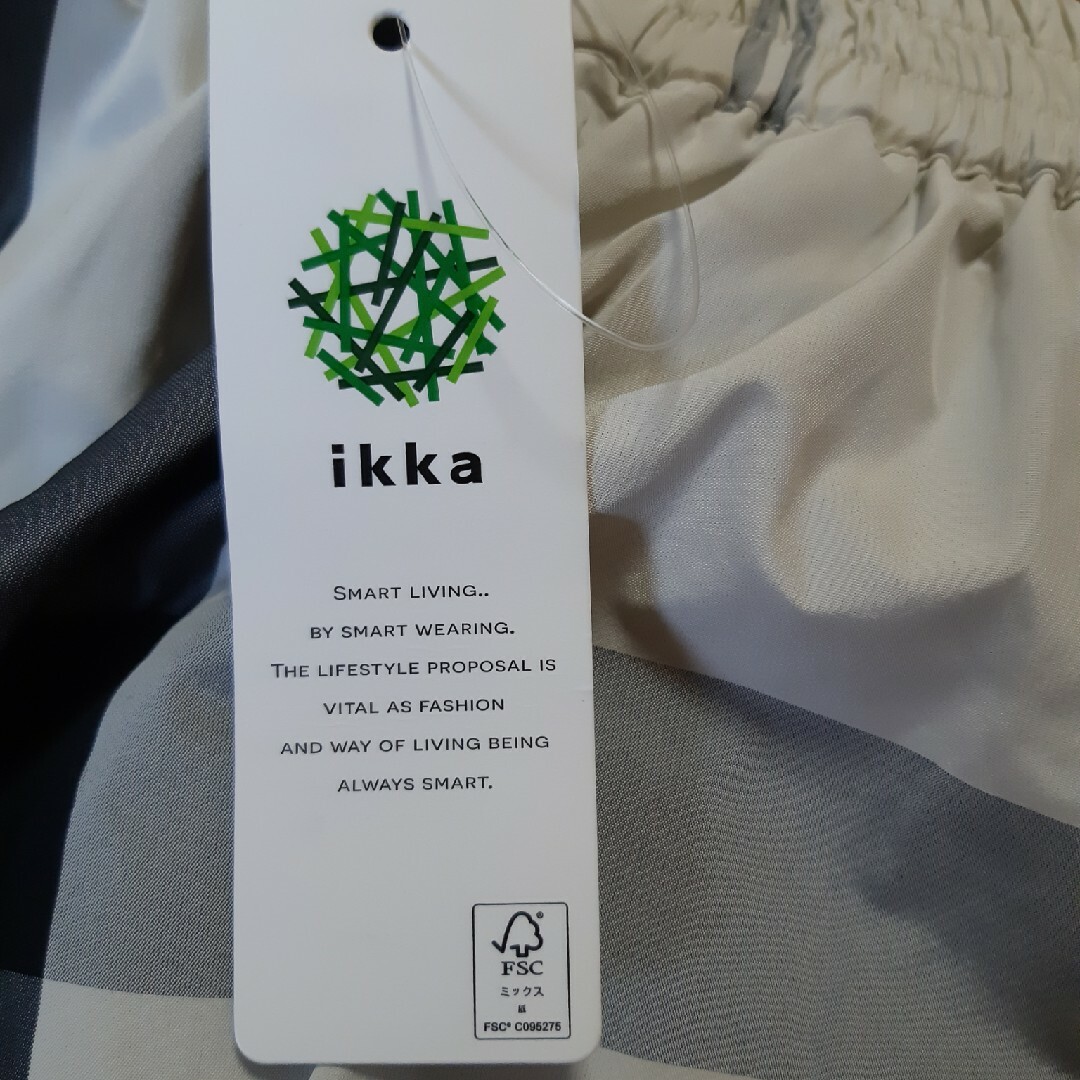 ikka
SMART LIVING..
BY SMART WEARING.
THE LIFESTYLE PROPOSAL IS
VITAL AS FASHION
AND WAY OF LIVING BEING
ALWAYS SMART.
®
FSC
ミックス
紙
FSC® C095275